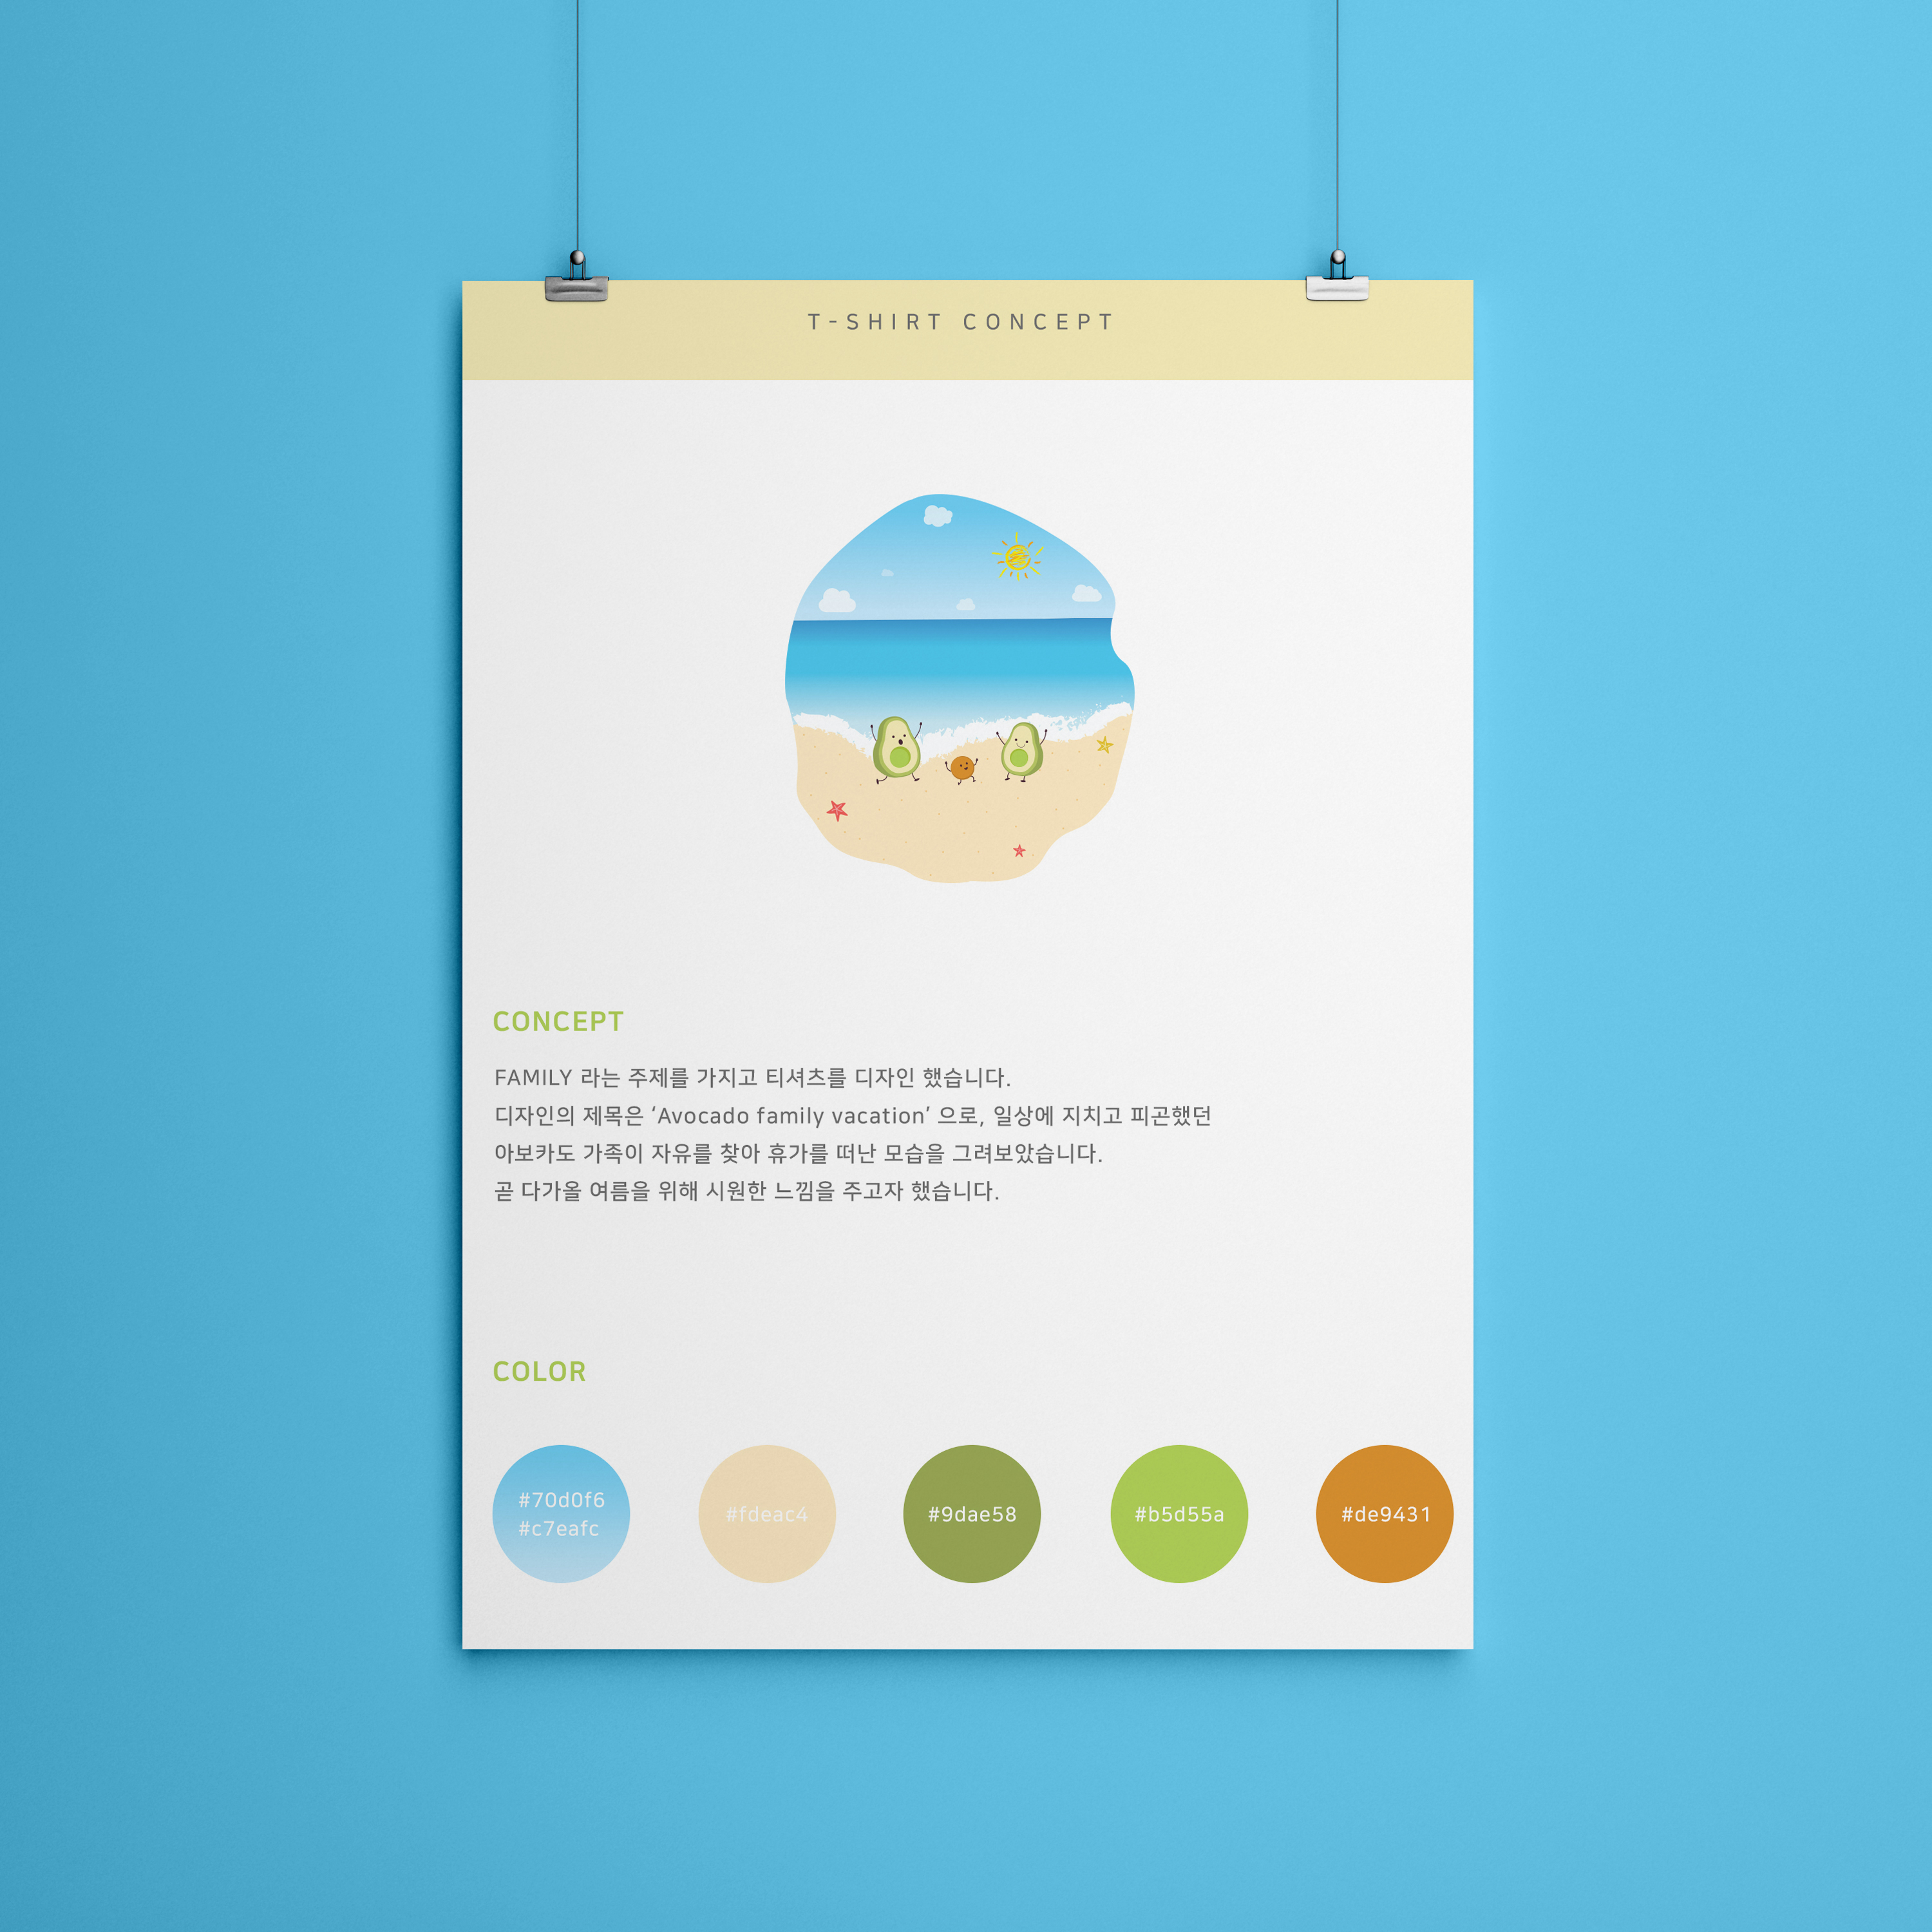 T-SHIRT CONCEPT
CONCEPT
FAMILY 라는 주제를 가지고 티셔츠를 디자인 했습니다.
디자인의 제목은 ‘Avocado family vacation’ 으로, 일상에 지치고 피곤했던
아보카도 가족이 자유를 찾아 휴가를 떠난 모습을 그려보았습니다.
곧 다가올 여름을 위해 시원한 느낌을 주고자 했습니다.
COLOR
#70d0f6
#c7eafc
#fdeac4
#9dae58
#b5d55a
#de9431